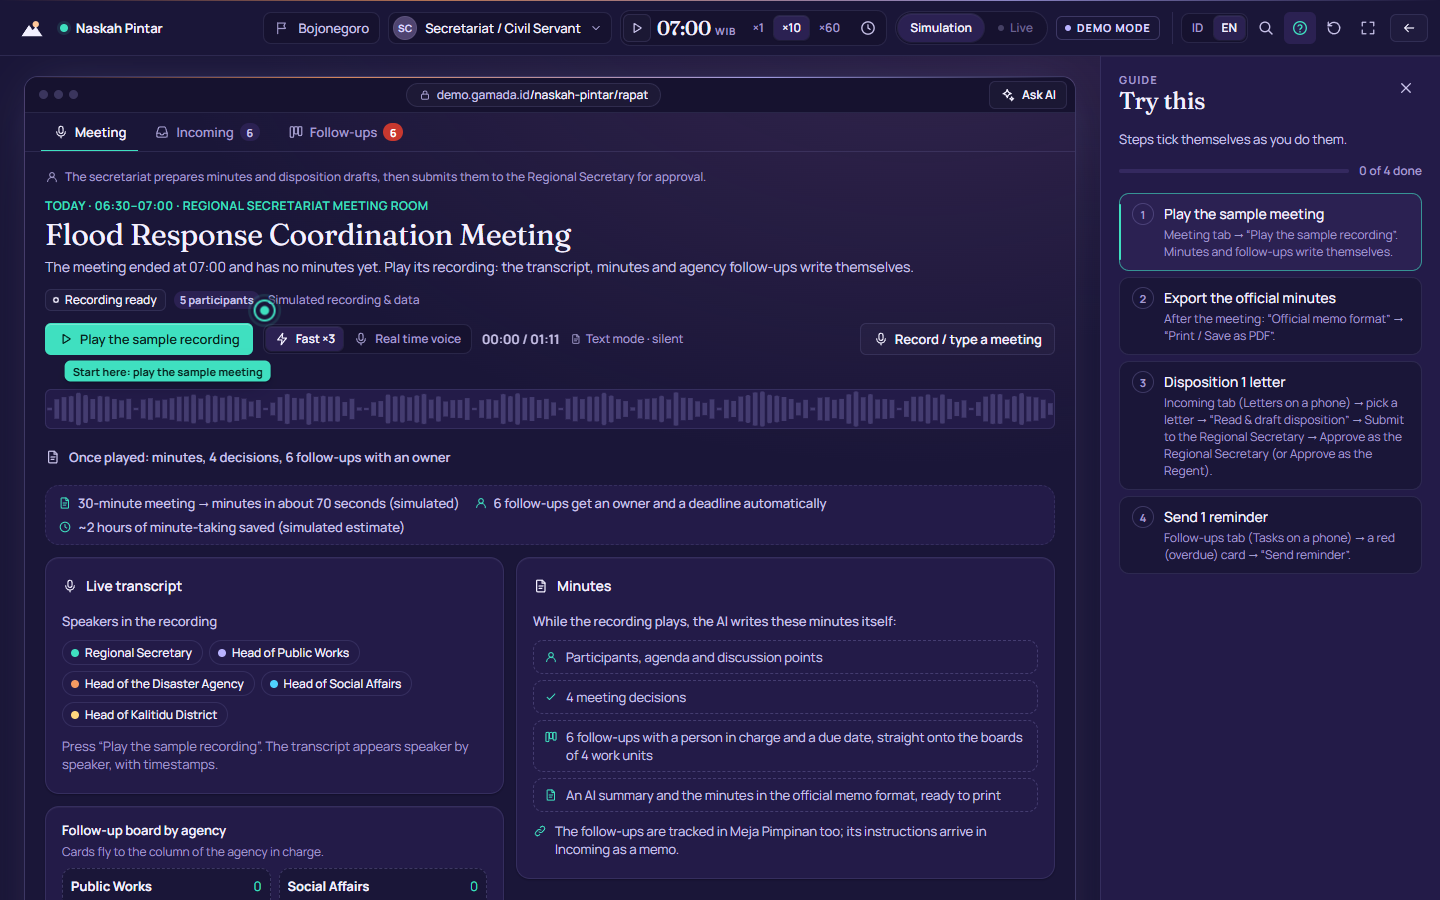 Naskah Pintar
Bojonegoro
SC
Secretariat / Civil Servant
07:00 WIB
×1
×10
×60
Simulation
Live
DEMO MODE
ID
EN
demo.gamada.id/naskah-pintar/rapat
Ask AI
Meeting
Incoming 6
Follow-ups 6
The secretariat prepares minutes and disposition drafts, then submits them to the Regional Secretary for approval.
TODAY · 06:30–07:00 · REGIONAL SECRETARIAT MEETING ROOM
Flood Response Coordination Meeting
The meeting ended at 07:00 and has no minutes yet. Play its recording: the transcript, minutes and agency follow-ups write themselves.
Recording ready
5 participants
Simulated recording & data
Play the sample recording
Fast ×3
Real time voice
00:00 / 01:11
Text mode · silent
Record / type a meeting
Start here: play the sample meeting
Once played: minutes, 4 decisions, 6 follow-ups with an owner
30-minute meeting → minutes in about 70 seconds (simulated)
6 follow-ups get an owner and a deadline automatically
~2 hours of minute-taking saved (simulated estimate)
Live transcript
Speakers in the recording
Regional Secretary
Head of Public Works
Head of the Disaster Agency
Head of Social Affairs
Head of Kalitidu District
Press “Play the sample recording”. The transcript appears speaker by
speaker, with timestamps.
Follow-up board by agency
Cards fly to the column of the agency in charge.
Public Works 0
Social Affairs 0
Minutes
While the recording plays, the AI writes these minutes itself:
Participants, agenda and discussion points
4 meeting decisions
6 follow-ups with a person in charge and a due date, straight onto the boards
of 4 work units
An AI summary and the minutes in the official memo format, ready to print
The follow-ups are tracked in Meja Pimpinan too; its instructions arrive in
Incoming as a memo.
GUIDE
Try this
Steps tick themselves as you do them.
0 of 4 done
1
Play the sample meeting
Meeting tab → “Play the sample recording”.
Minutes and follow-ups write themselves.
2
Export the official minutes
After the meeting: “Official memo format” →
“Print / Save as PDF”.
3
Disposition 1 letter
Incoming tab (Letters on a phone) → pick a
letter → “Read & draft disposition” → Submit
to the Regional Secretary → Approve as the
Regional Secretary (or Approve as the
Regent).
4
Send 1 reminder
Follow-ups tab (Tasks on a phone) → a red
(overdue) card → “Send reminder”.